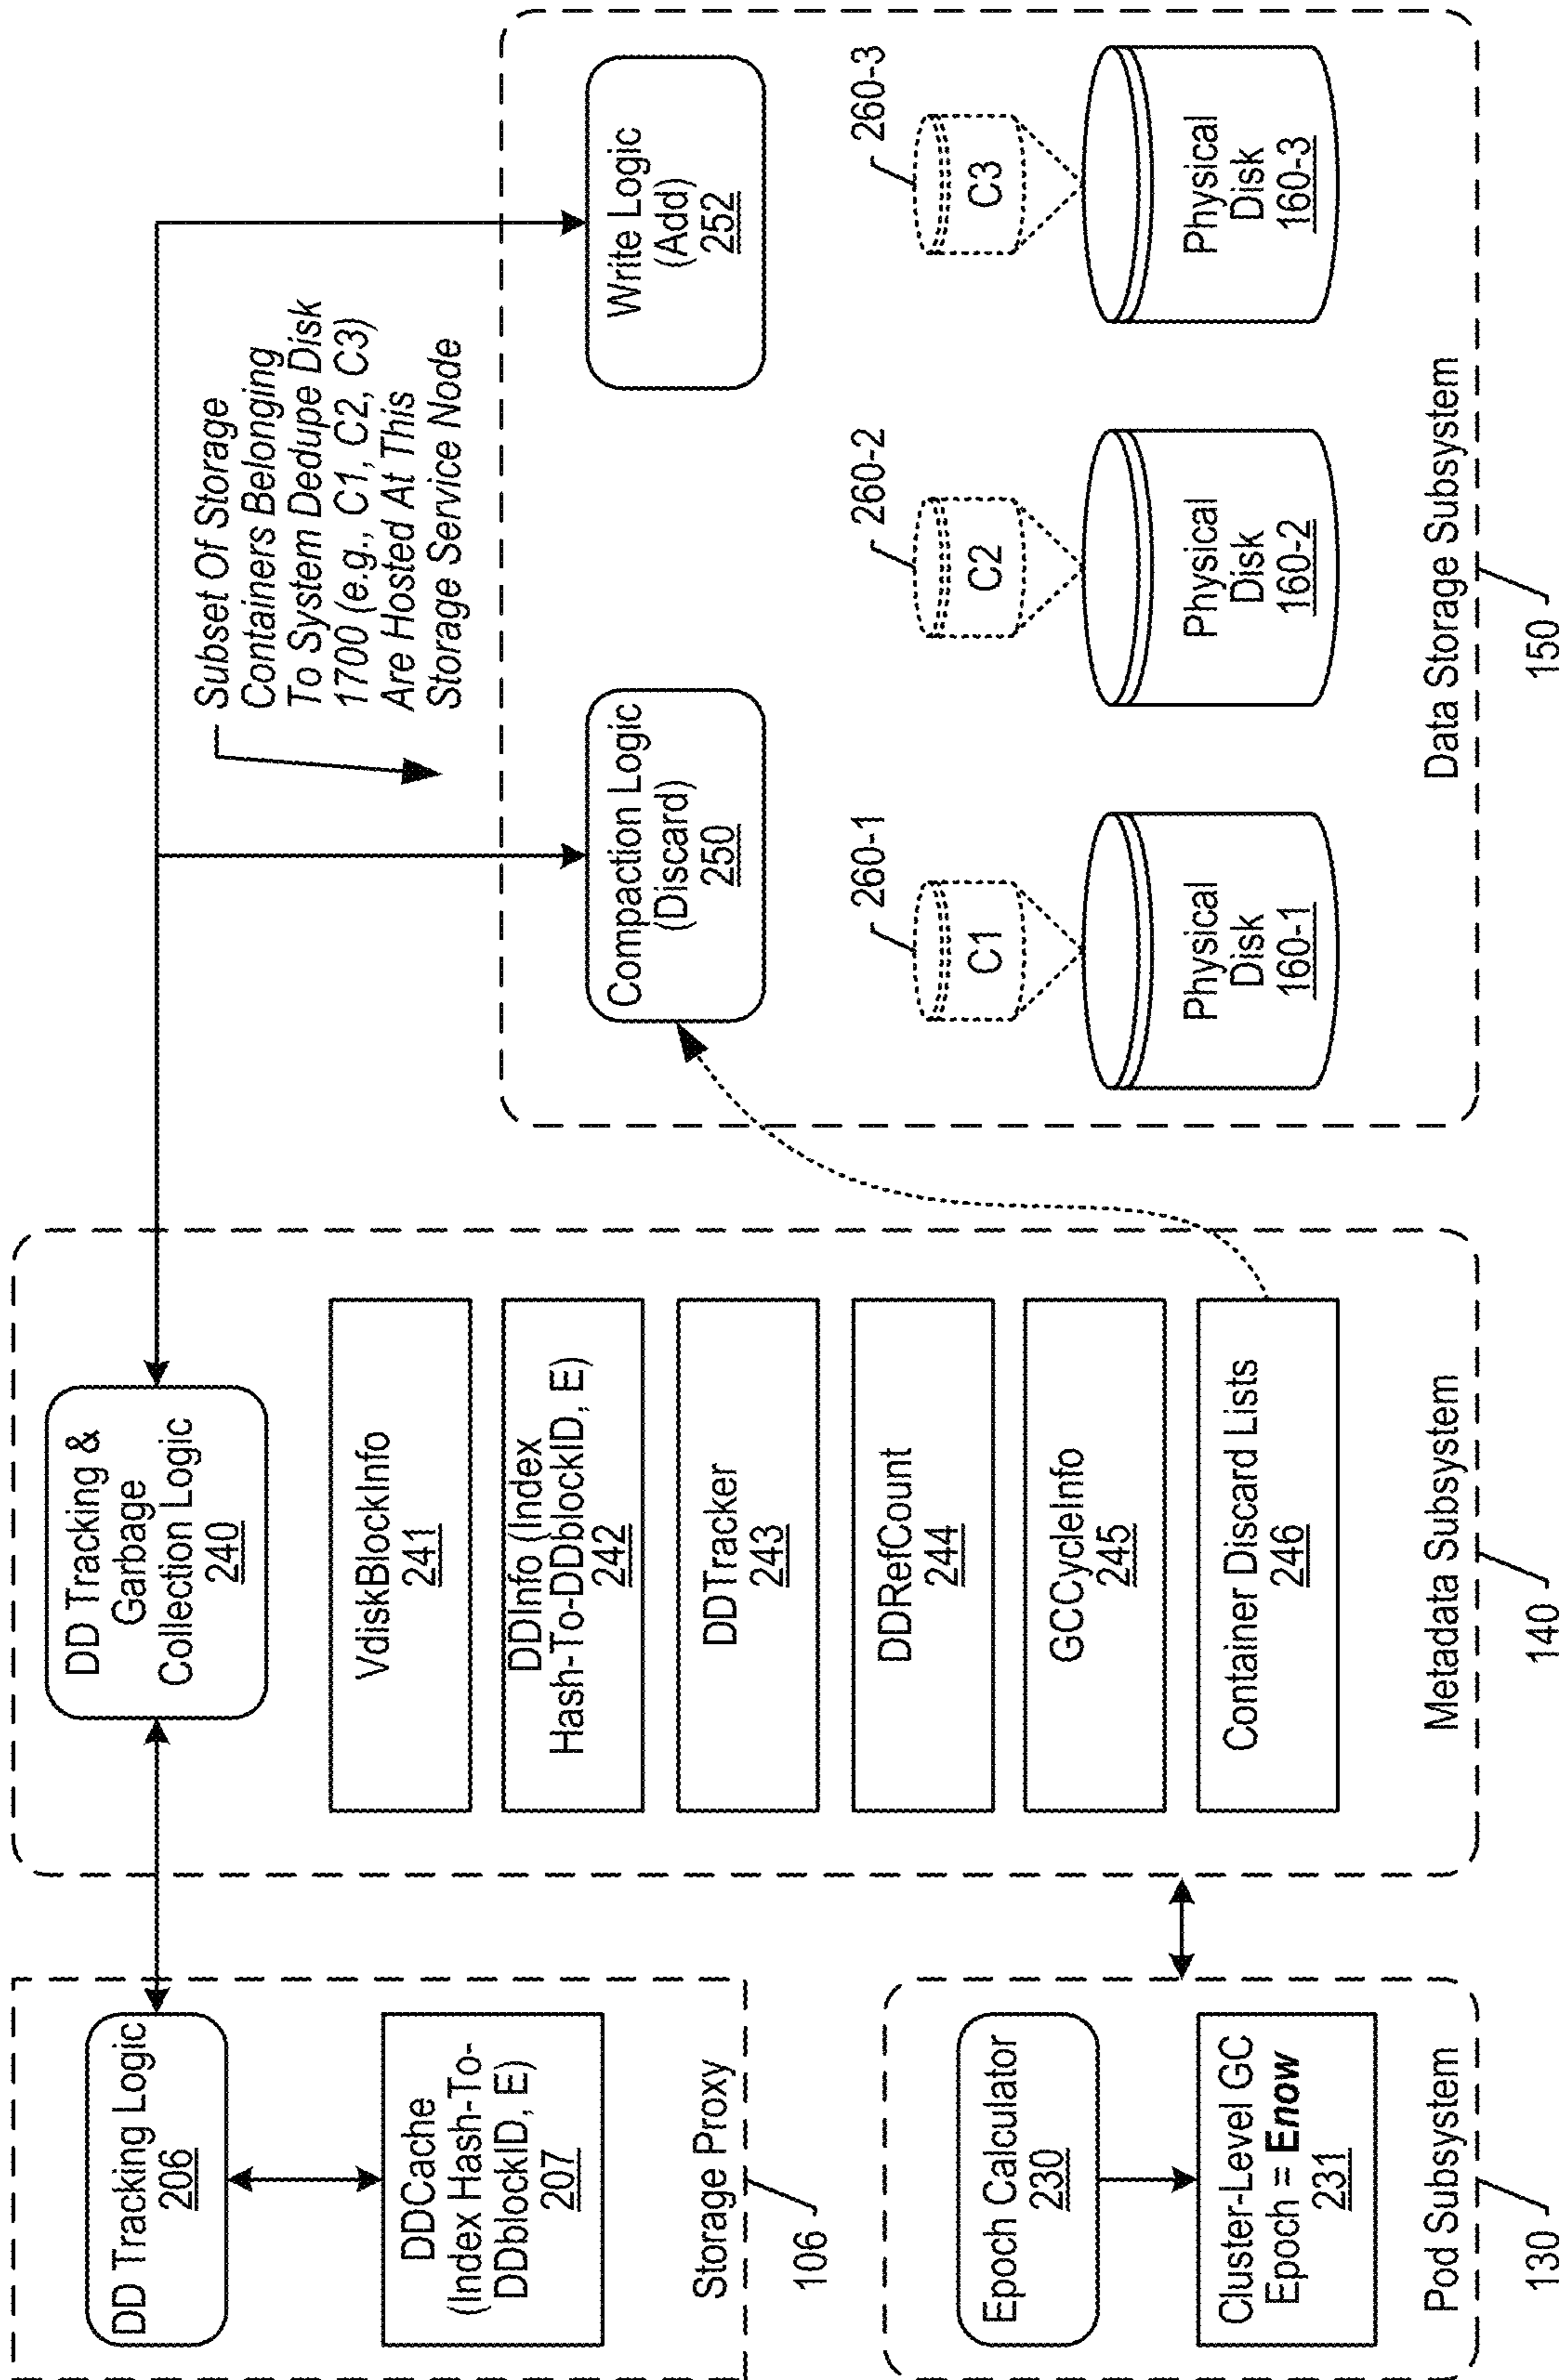 DD Tracking Logic
206
DDCache
(Index Hash-To-
DDblockID, E)
207
Storage Proxy
106
Epoch Calculator
230
Cluster-Level GC
Epoch = Enow
231
Pod Subsystem
130
DD Tracking &
Garbage
Collection Logic
240
VdiskBlockInfo
241
DDInfo (Index
Hash-To-DDblockID, E)
242
DDTracker
243
DDRefCount
244
GCCycleInfo
245
Container Discard Lists
246
Metadata Subsystem
140
Subset Of Storage
Containers Belonging
To System Dedupe Disk
1700 (e.g., C1, C2, C3)
Are Hosted At This
Storage Service Node
Compaction Logic
(Discard)
250
Write Logic
(Add)
252
260-1
C1
Physical
Disk
160-1
260-2
C2
Physical
Disk
160-2
260-3
C3
Physical
Disk
160-3
Data Storage Subsystem
150